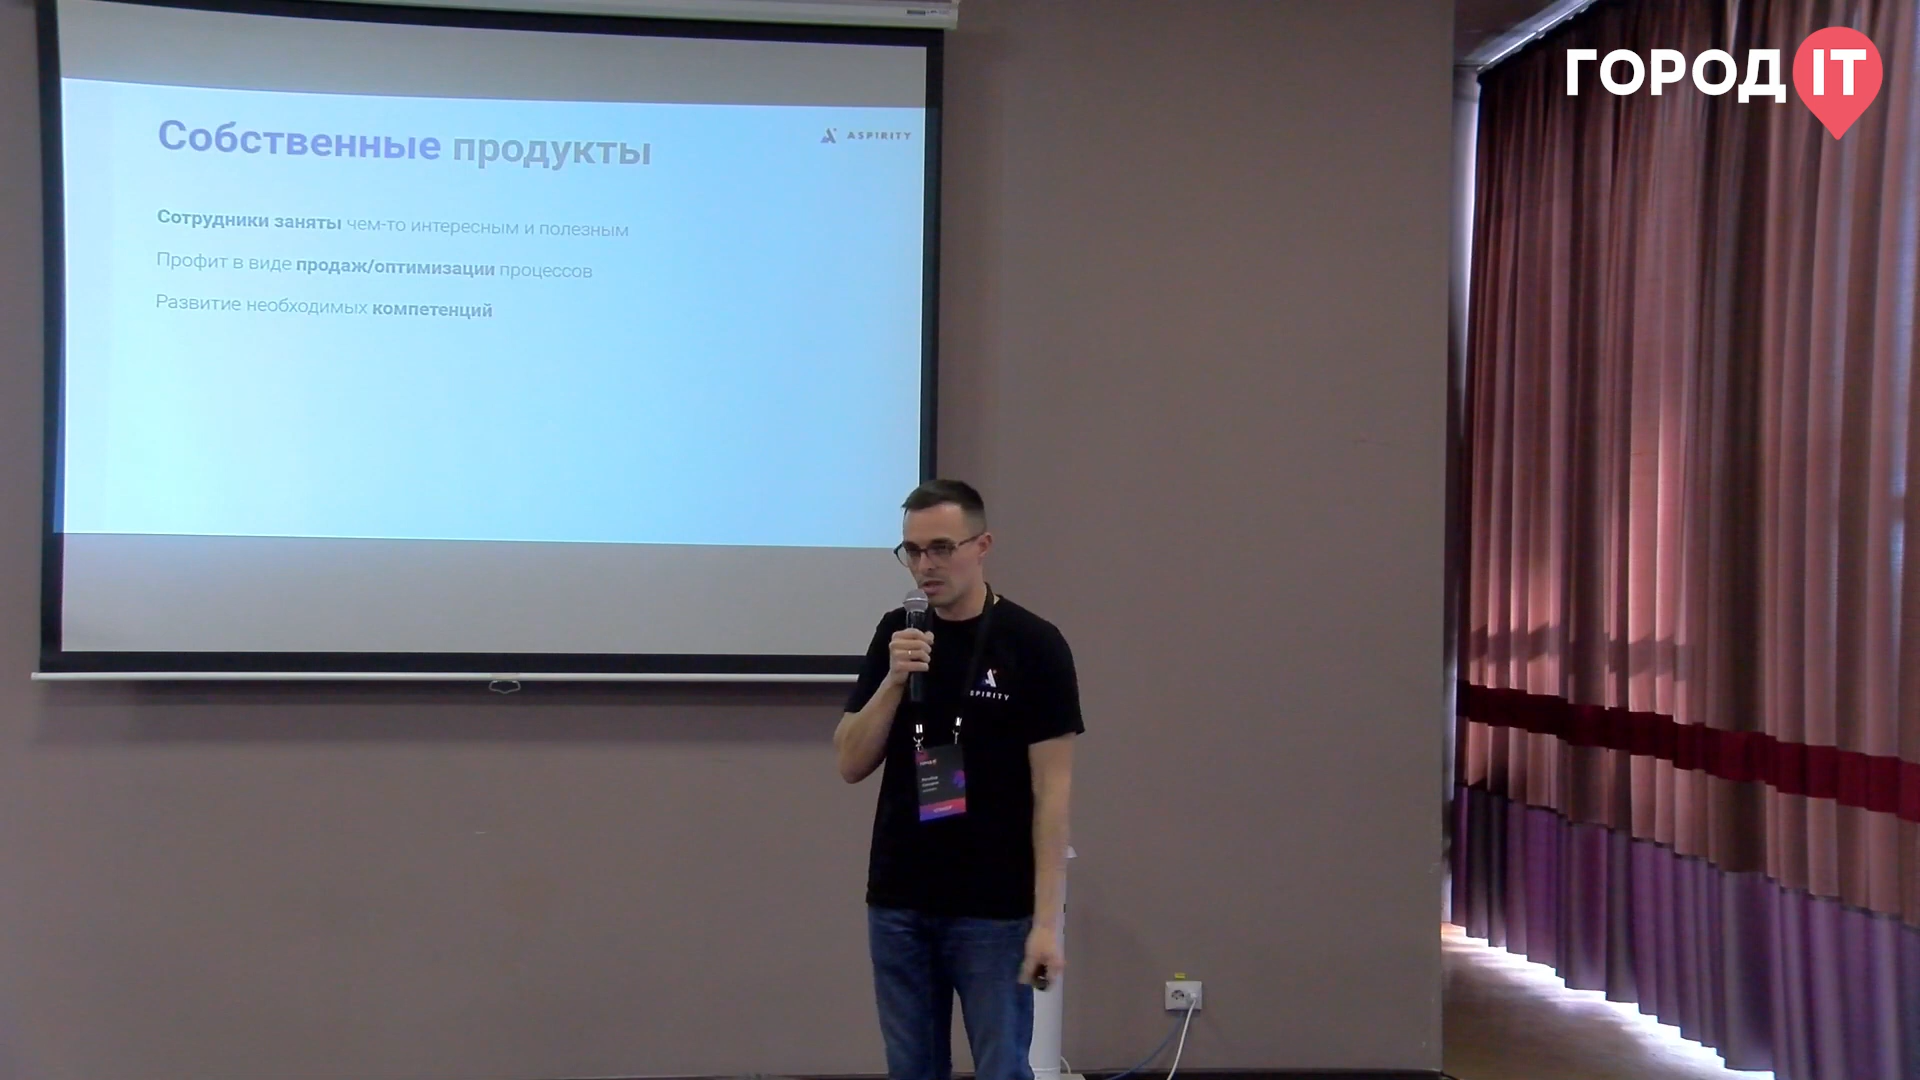 ГОРОД IT
Собственные продукты
ASPIRITY
Сотрудники заняты чем-то интересным и полезным
Профит в виде продаж/оптимизации процессов
Развитие необходимых компетенций
SPIRITY